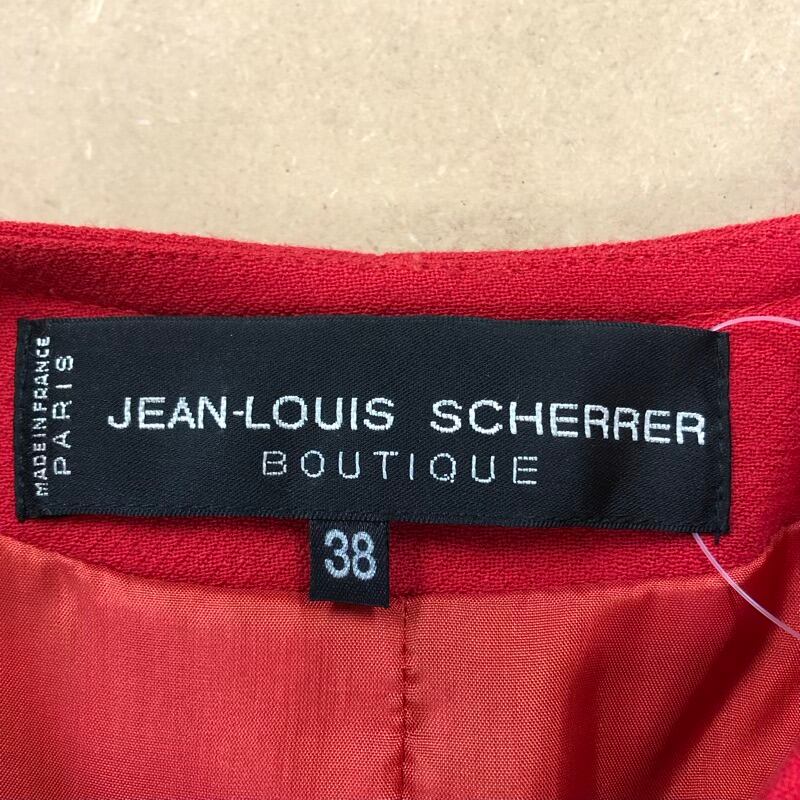 MADE IN FRANCE
PARIS
JEAN-LOUIS SCHERRER
BOUTIQUE
38